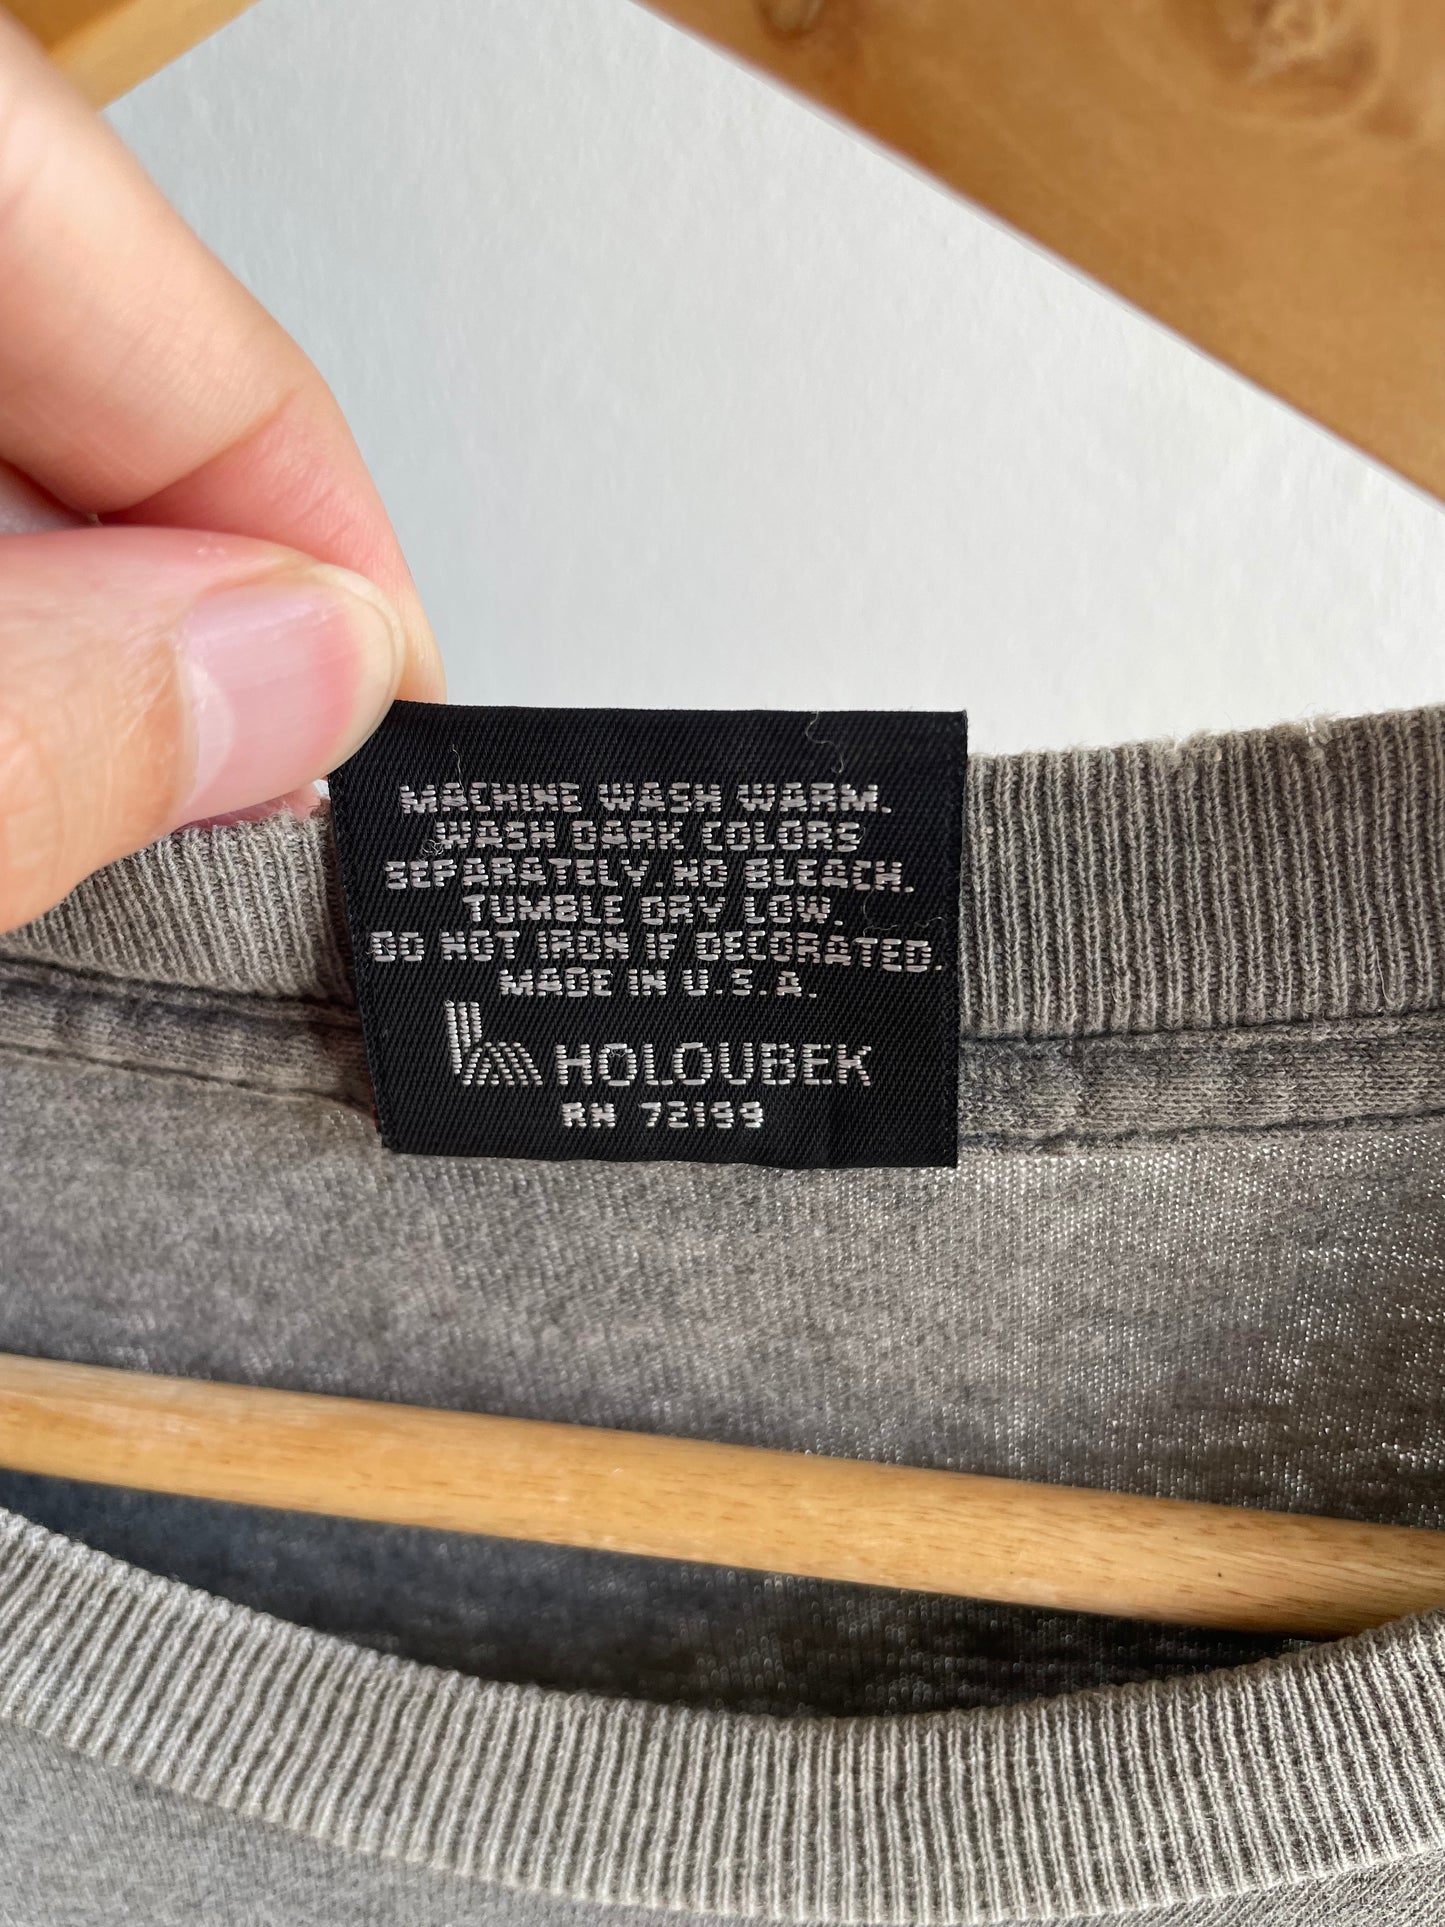 MACHINE WASH WARM.
WASH DARK COLORS
SEPARATELY. NO BLEACH.
TUMBLE DRY LOW.
DO NOT IRON IF DECORATED.
MADE IN U.S.A.
HOLOUBEK
RN 72199